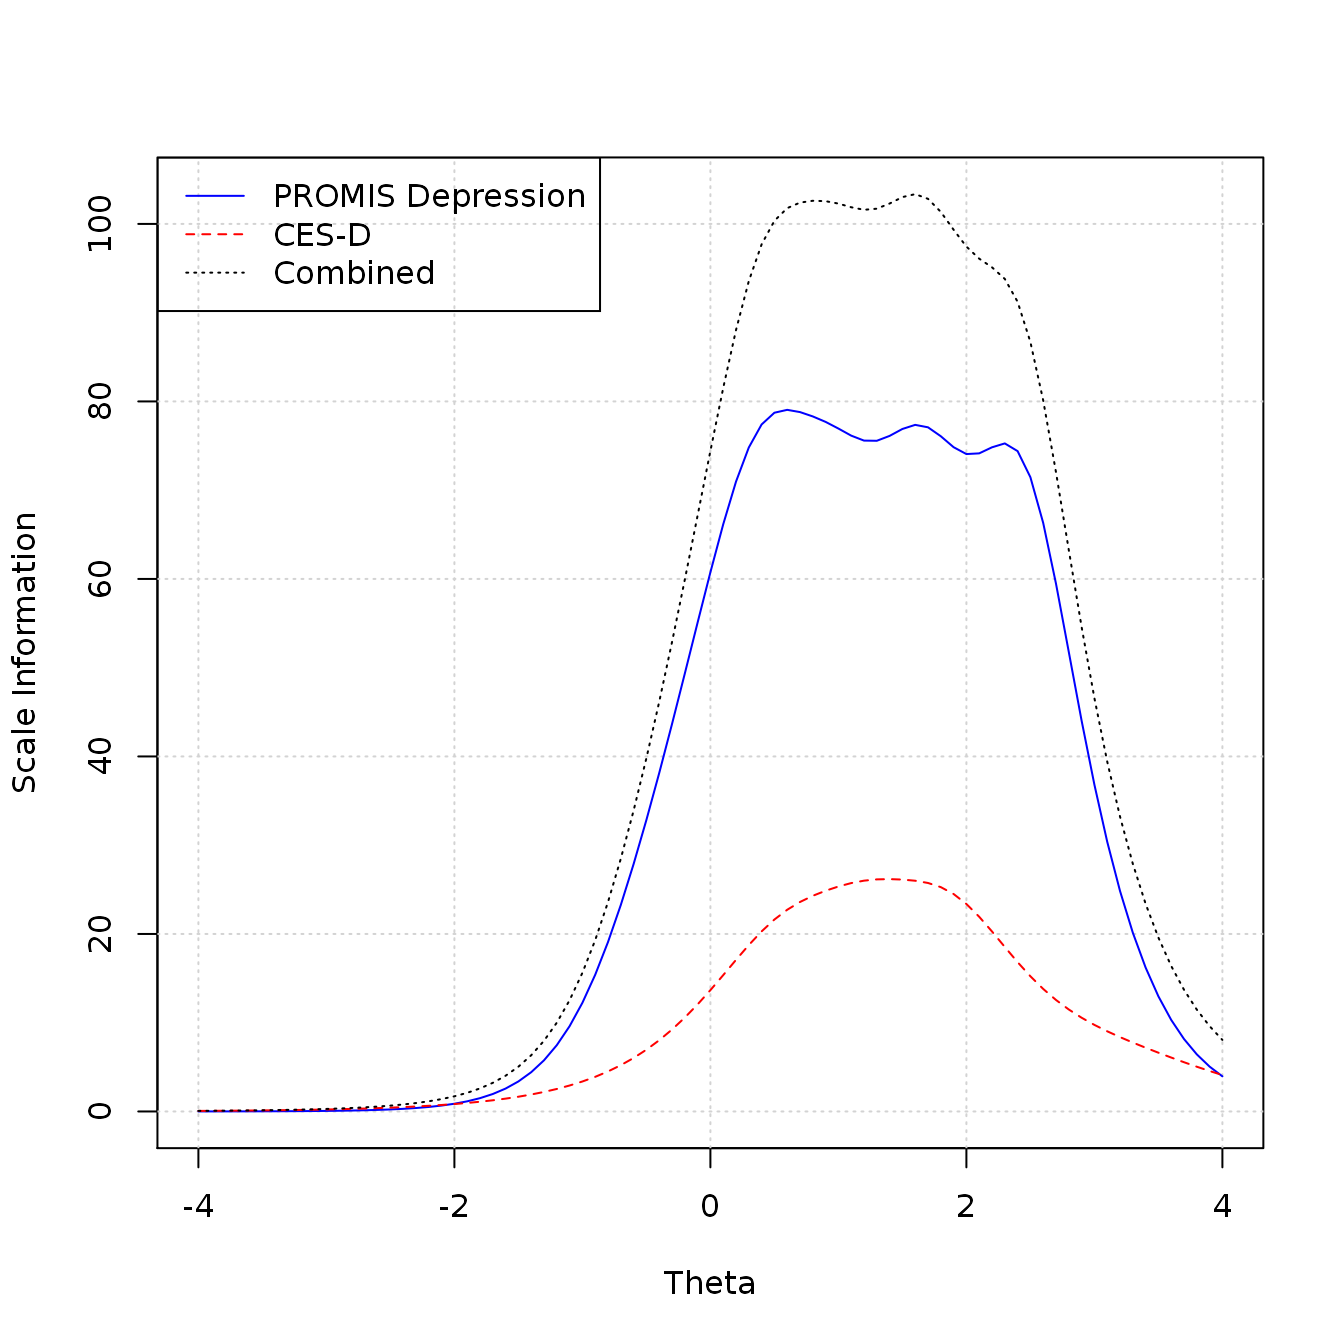 PROMIS Depression
CES-D
Combined
100
80
60
40
20
0
Scale Information
-4 -2 0 2 4
Theta